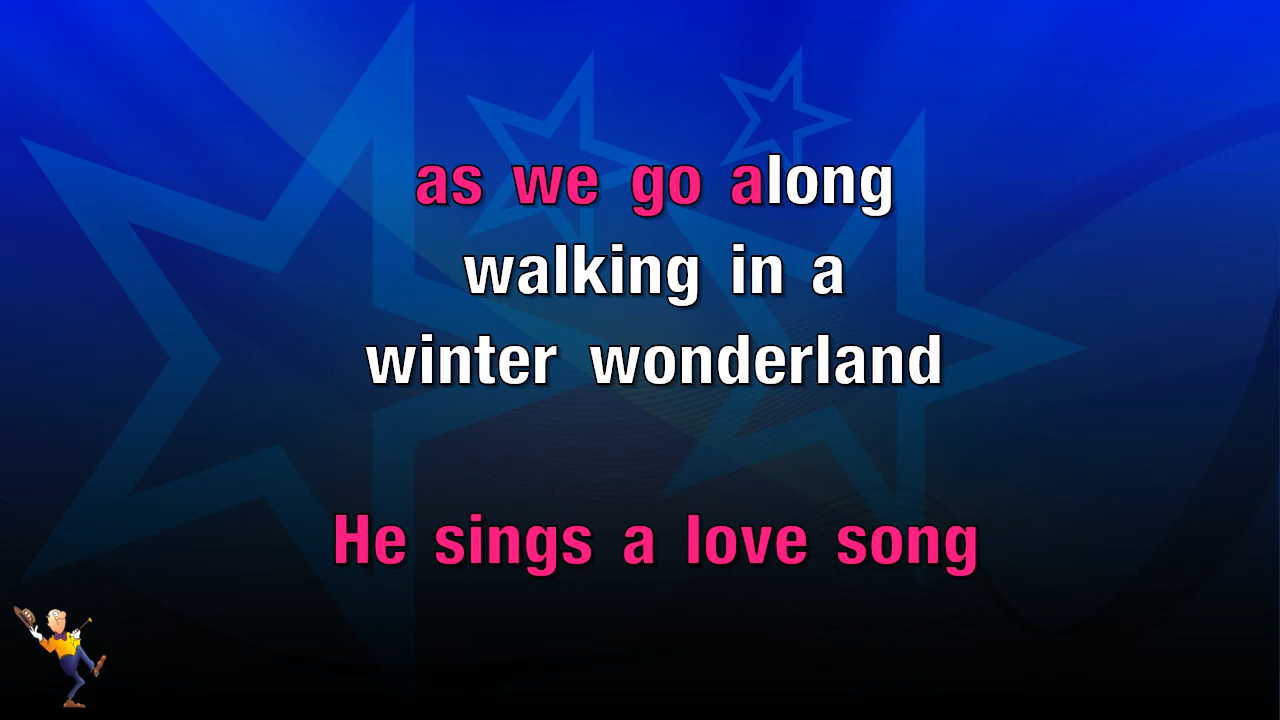 as we go along
walking in a
winter wonderland
He sings a love song